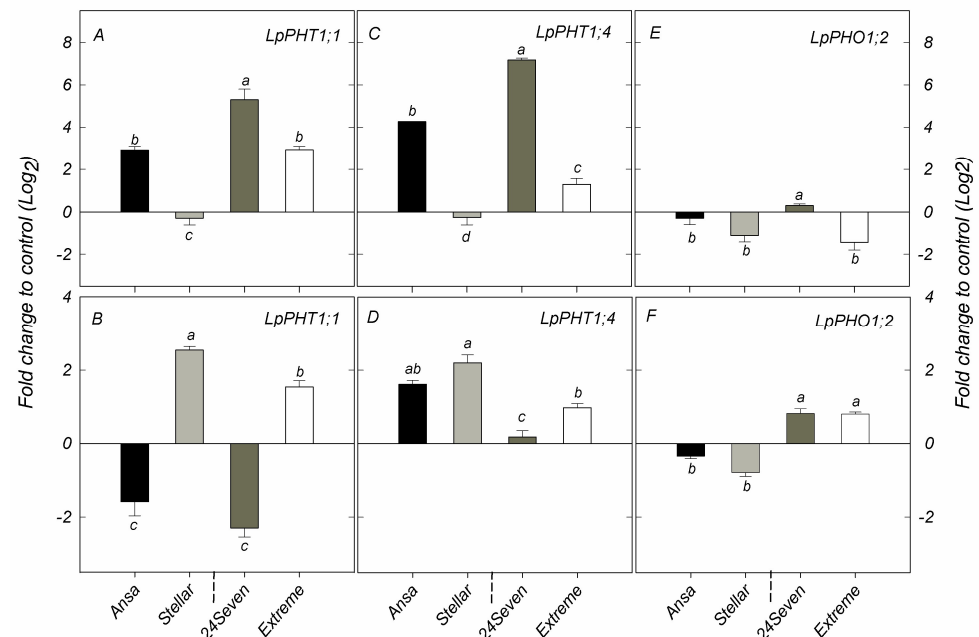 A
LpPHT1;1
8
6
4
2
0
-2
a
b
b
c
C
LpPHT1;4
a
b
c
d
E
LpPHO1;2
8
6
4
2
0
-2
a
b
b
b
Fold change to control (Log2)
Fold change to control (Log2)
B
LpPHT1;1
4
2
0
-2
a
b
c
c
D
LpPHT1;4
ab
a
c
b
F
LpPHO1;2
4
2
0
-2
a
a
b
b
Ansa
Stellar
24Seven
Extreme
Ansa
Stellar
24Seven
Extreme
Ansa
Stellar
24Seven
Extreme